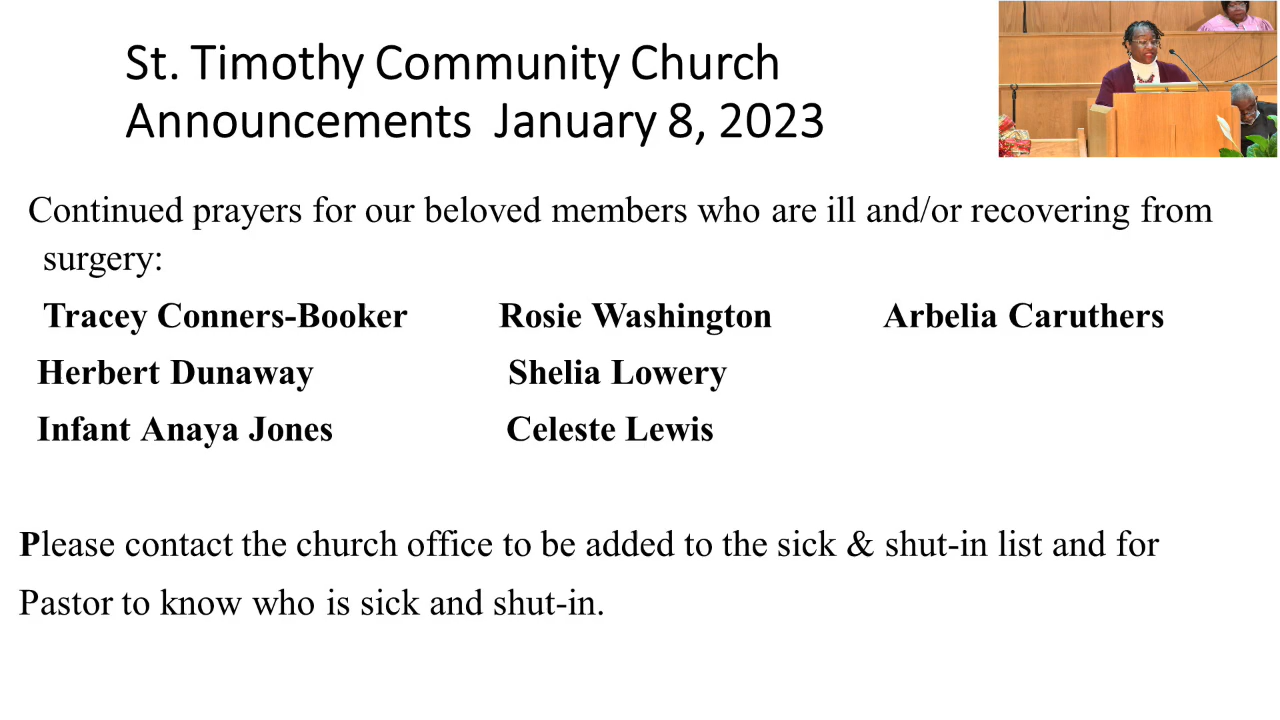 St. Timothy Community Church
Announcements January 8, 2023
Continued prayers for our beloved members who are ill and/or recovering from
surgery:
Tracey Conners-Booker Rosie Washington Arbelia Caruthers
Herbert Dunaway Shelia Lowery
Infant Anaya Jones Celeste Lewis
Please contact the church office to be added to the sick & shut-in list and for
Pastor to know who is sick and shut-in.